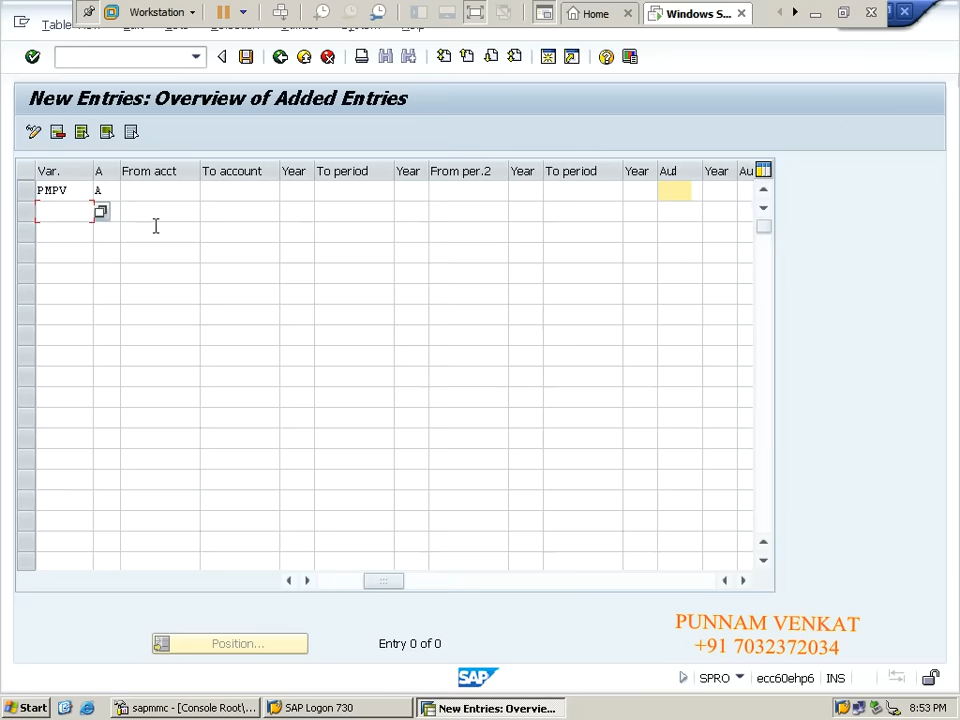 Workstation
Home
Windows S...
Table View
New Entries: Overview of Added Entries
Var. A From acct To account Year To period Year From per.2 Year To period Year Aul Year Au
PMPV A
Position...
Entry 0 of 0
PUNNAM VENKAT
+91 7032372034
SAP
SPRO ecc60ehp6 INS
Start sapmmc - [Console Root\... SAP Logon 730 New Entries: Overvie... 8:53 PM